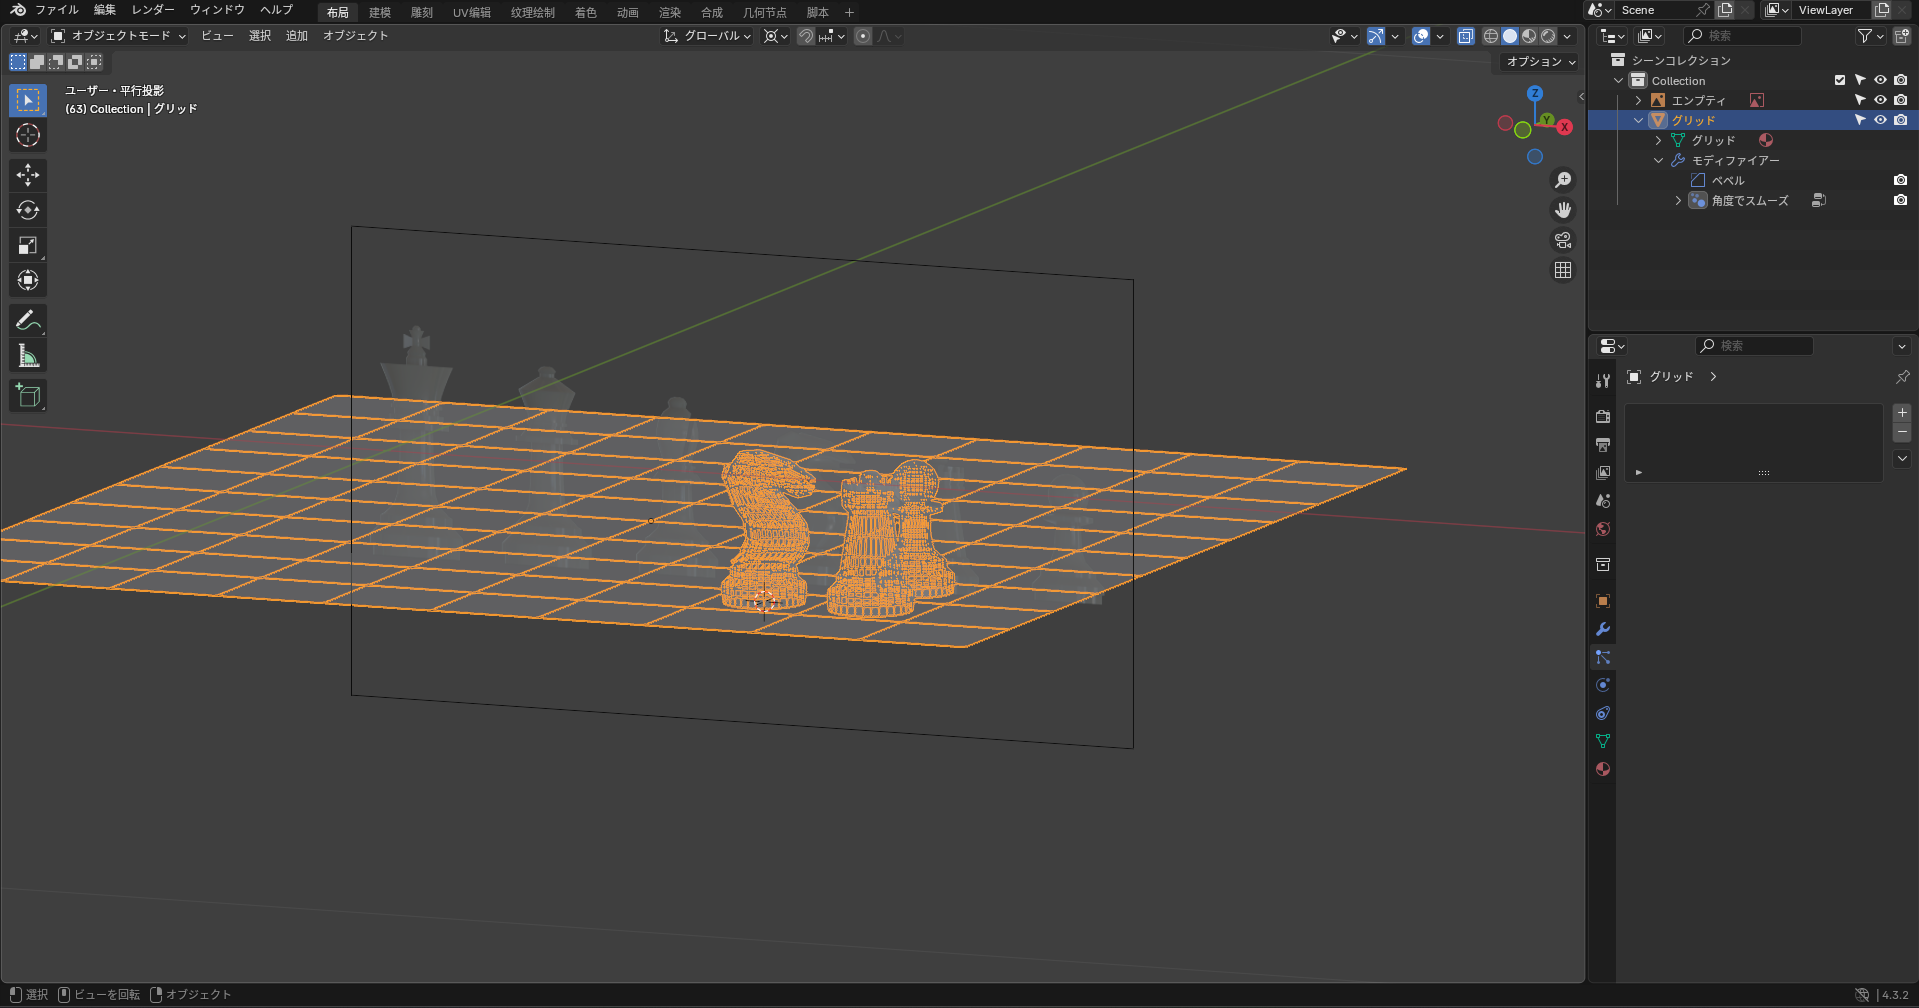 ファイル 編集 レンダー ウィンドウ ヘルプ 布局 建模 雕刻 UV编辑 纹理绘制 着色 动画 渲染 合成 几何节点 脚本 + Scene ViewLayer
オブジェクトモード ビュー 選択 追加 オブジェクト グローバル 検索
オプション
ユーザー・平行投影
(63) Collection | グリッド
Z
Y
X
シーンコレクション
Collection
エンプティ
グリッド
グリッド
モディファイアー
ベベル
角度でスムーズ
検索
グリッド
選択 ビューを回転 オブジェクト 4.3.2